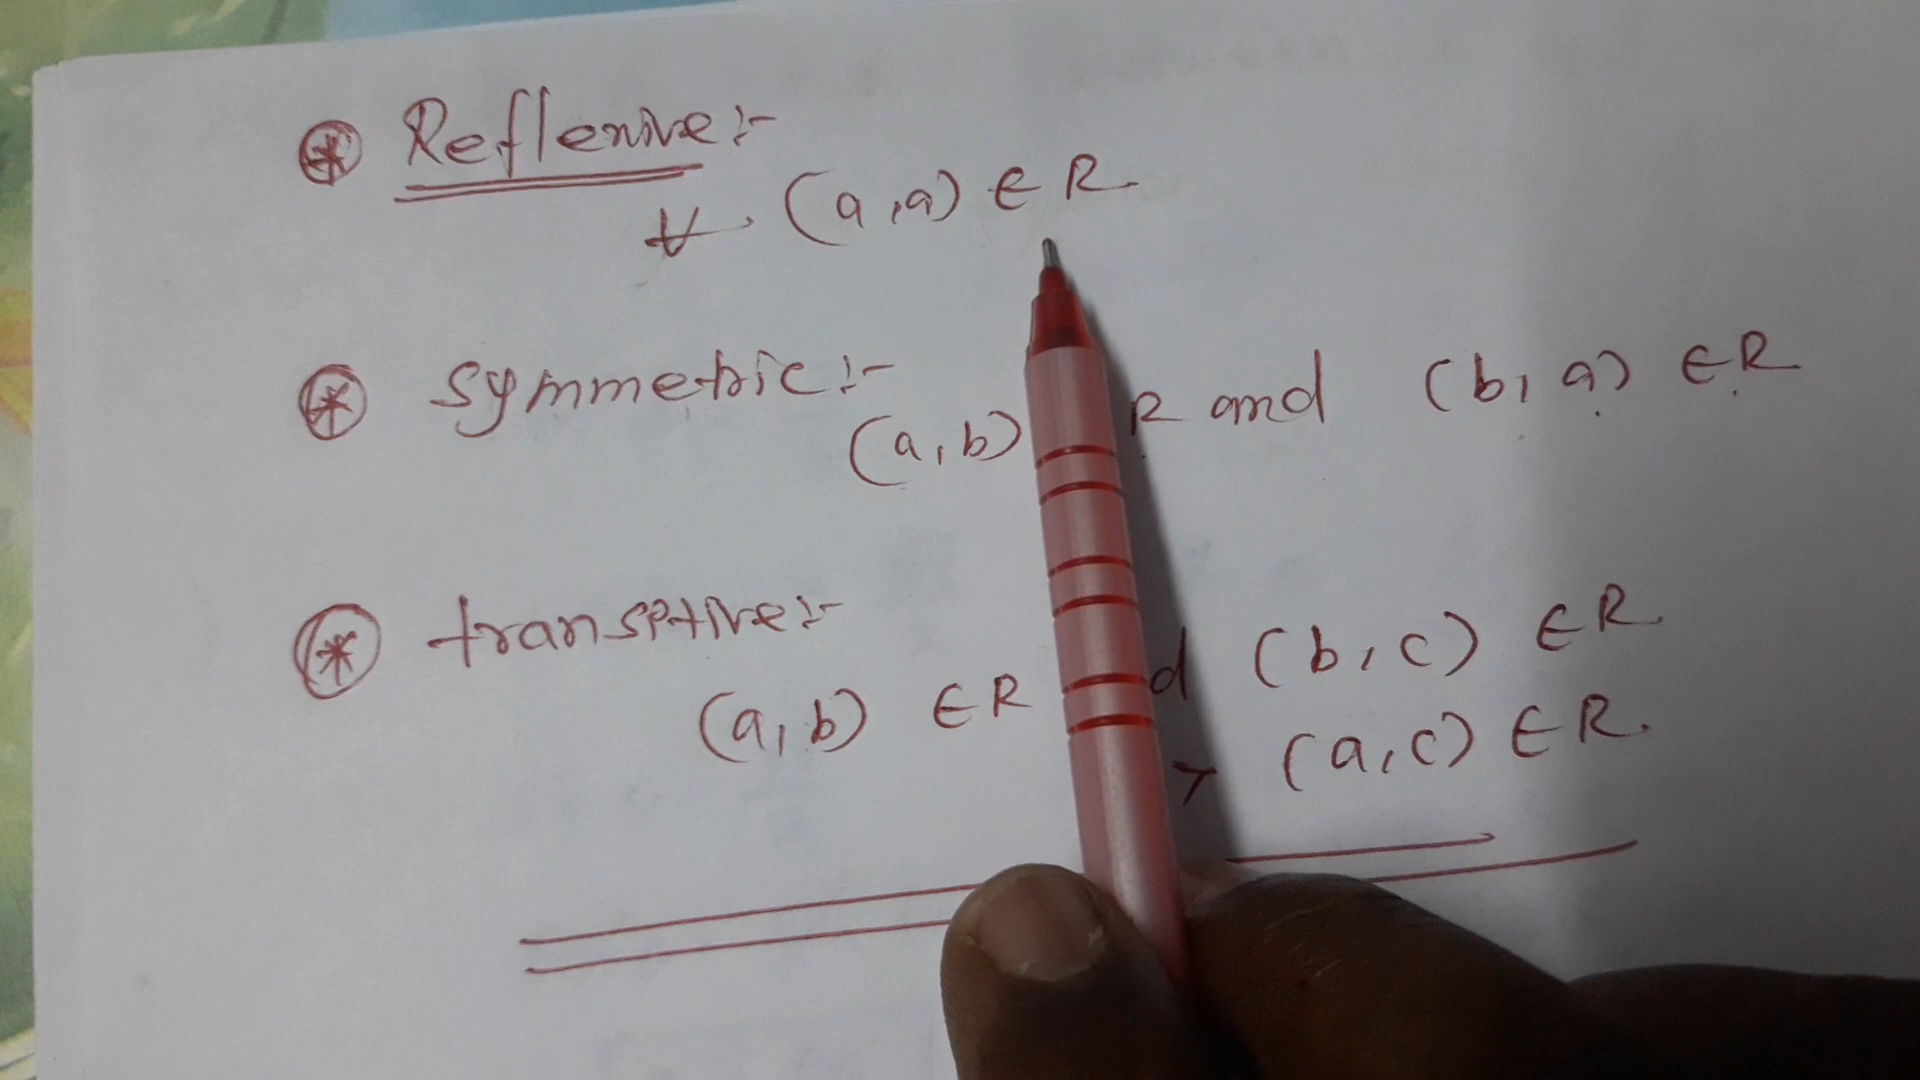 Reflexive:-
∀ (a,a) ∈ R
Symmetric:-
(a,b) R and (b,a) ∈R
transitive:-
(a,b) ∈R d (b,c) ∈R
(a,c) ∈R.